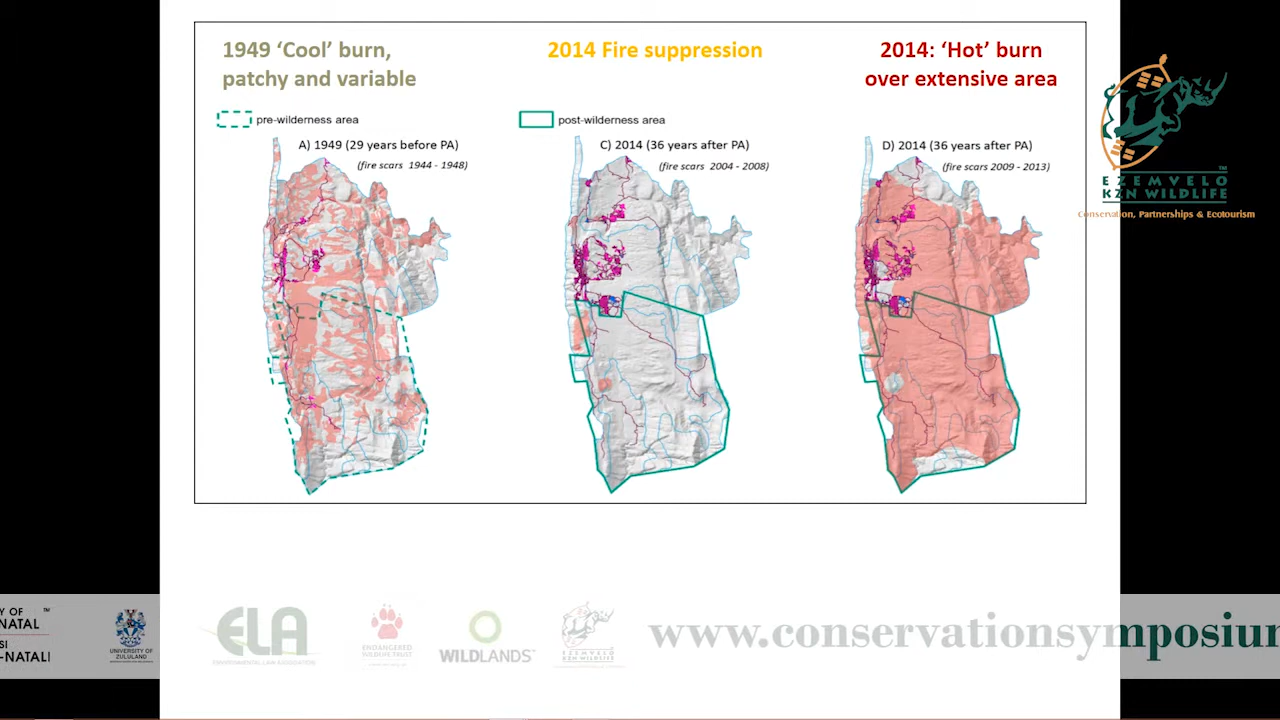 1949 ‘Cool’ burn,
patchy and variable
2014 Fire suppression
2014: ‘Hot’ burn
over extensive area
pre-wilderness area
post-wilderness area
A) 1949 (29 years before PA)
(fire scars 1944 - 1948)
C) 2014 (36 years after PA)
(fire scars 2004 - 2008)
D) 2014 (36 years after PA)
(fire scars 2009 - 2013)
EZEMVELO
KZN WILDLIFE
TM
Conservation, Partnerships & Ecotourism
Y OF
NATAL
TM
SI
-NATALI
UNIVERSITY OF
ZULULAND
ELA
ENVIRONMENTAL LAW ASSOCIATION
ENDANGERED
WILDLIFE TRUST
WILDLANDS
EZEMVELO
KZN WILDLIFE
www.conservationsymposium